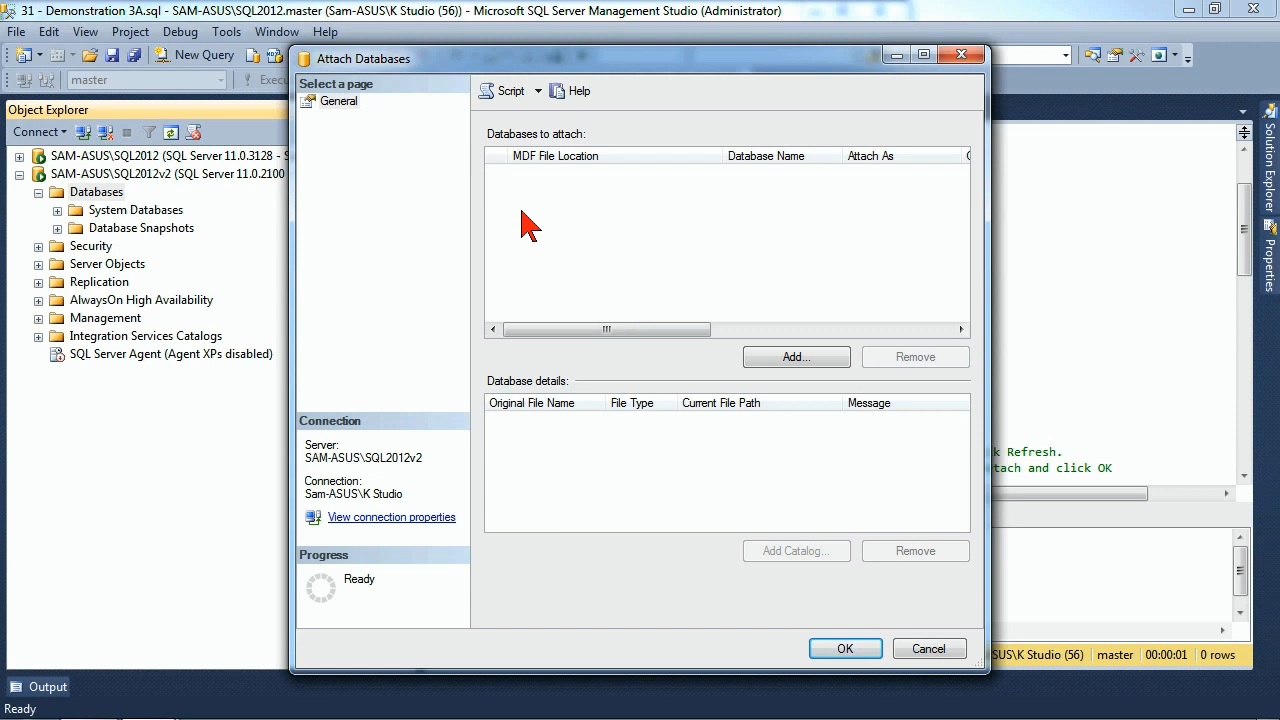 31 - Demonstration 3A.sql - SAM-ASUS\SQL2012.master (Sam-ASUS\K Studio (56)) - Microsoft SQL Server Management Studio (Administrator)
File Edit View Project Debug Tools Window Help
New Query
master
Execu
Object Explorer
Connect
SAM-ASUS\SQL2012 (SQL Server 11.0.3128 - S
SAM-ASUS\SQL2012v2 (SQL Server 11.0.2100
Databases
System Databases
Database Snapshots
Security
Server Objects
Replication
AlwaysOn High Availability
Management
Integration Services Catalogs
SQL Server Agent (Agent XPs disabled)
Attach Databases
Select a page
General
Connection
Server:
SAM-ASUS\SQL2012v2
Connection:
Sam-ASUS\K Studio
View connection properties
Progress
Ready
Script Help
Databases to attach:
MDF File Location Database Name Attach As
Add... Remove
Database details:
Original File Name File Type Current File Path Message
Add Catalog... Remove
OK Cancel
k Refresh.
tach and click OK
Solution Explorer
Properties
SUS\K Studio (56) master 00:00:01 0 rows
Output
Ready